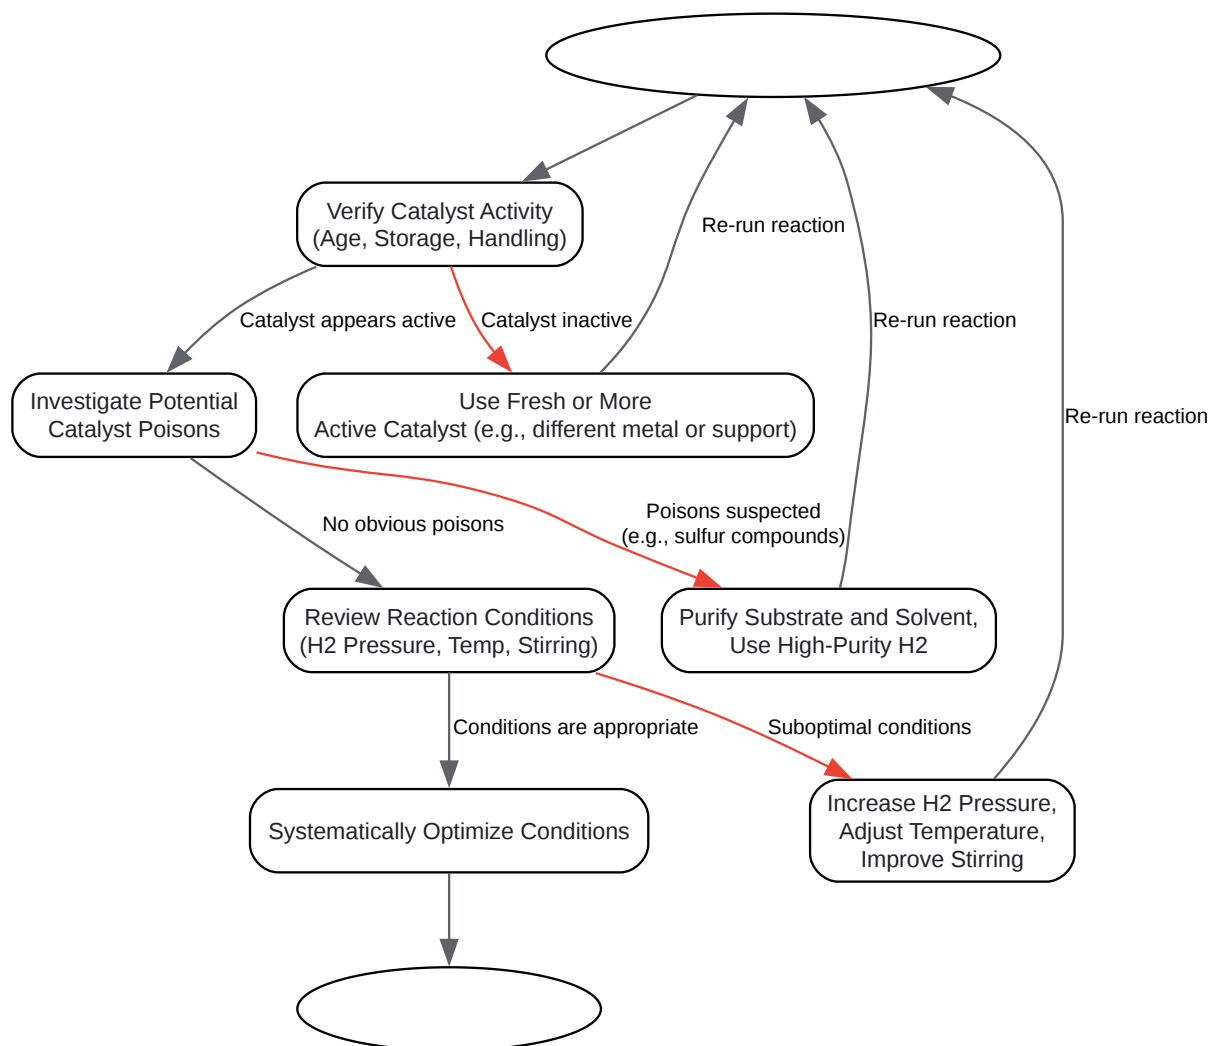 Verify Catalyst Activity
(Age, Storage, Handling)
Re-run reaction
Catalyst appears active
Catalyst inactive
Re-run reaction
Investigate Potential
Catalyst Poisons
Use Fresh or More
Active Catalyst (e.g., different metal or support)
Re-run reaction
No obvious poisons
Poisons suspected
(e.g., sulfur compounds)
Review Reaction Conditions
(H2 Pressure, Temp, Stirring)
Purify Substrate and Solvent,
Use High-Purity H2
Conditions are appropriate
Suboptimal conditions
Systematically Optimize Conditions
Increase H2 Pressure,
Adjust Temperature,
Improve Stirring